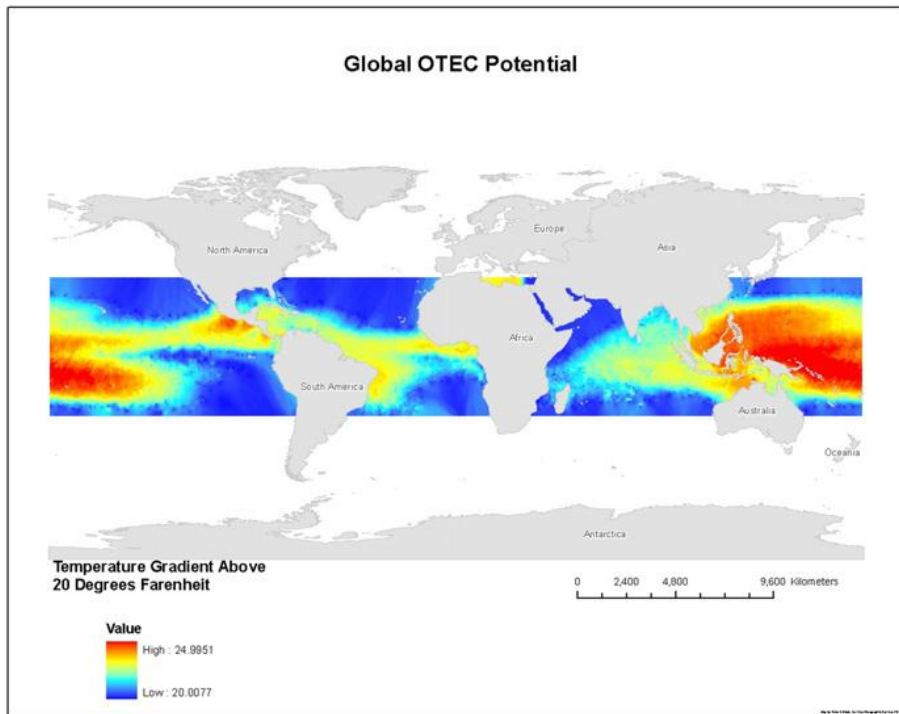 Global OTEC Potential
North America
Europe
Asia
Africa
South America
Australia
Oceania
Antarctica
Temperature Gradient Above
20 Degrees Farenheit
0 2,400 4,800 9,600 Kilometers
Value
High : 24.9951
Low : 20.0077